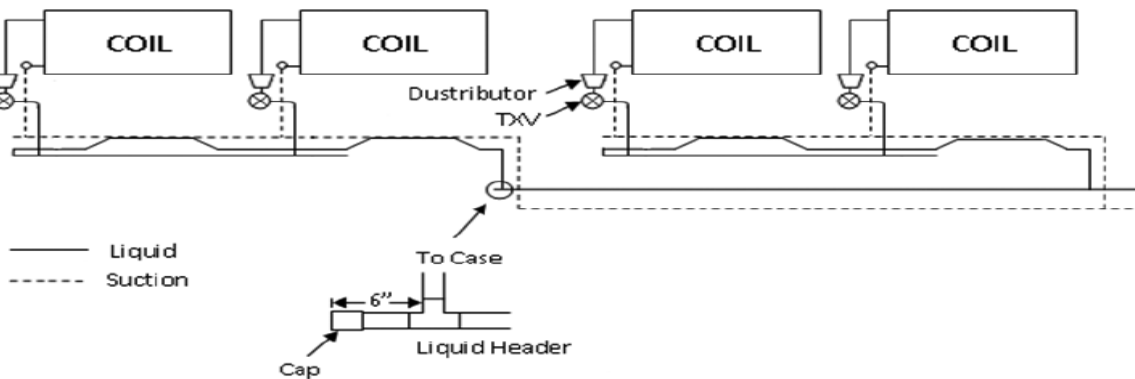 COIL COIL COIL COIL
Dustributor
TXV
Liquid
To Case
Suction
6”
Liquid Header
Cap